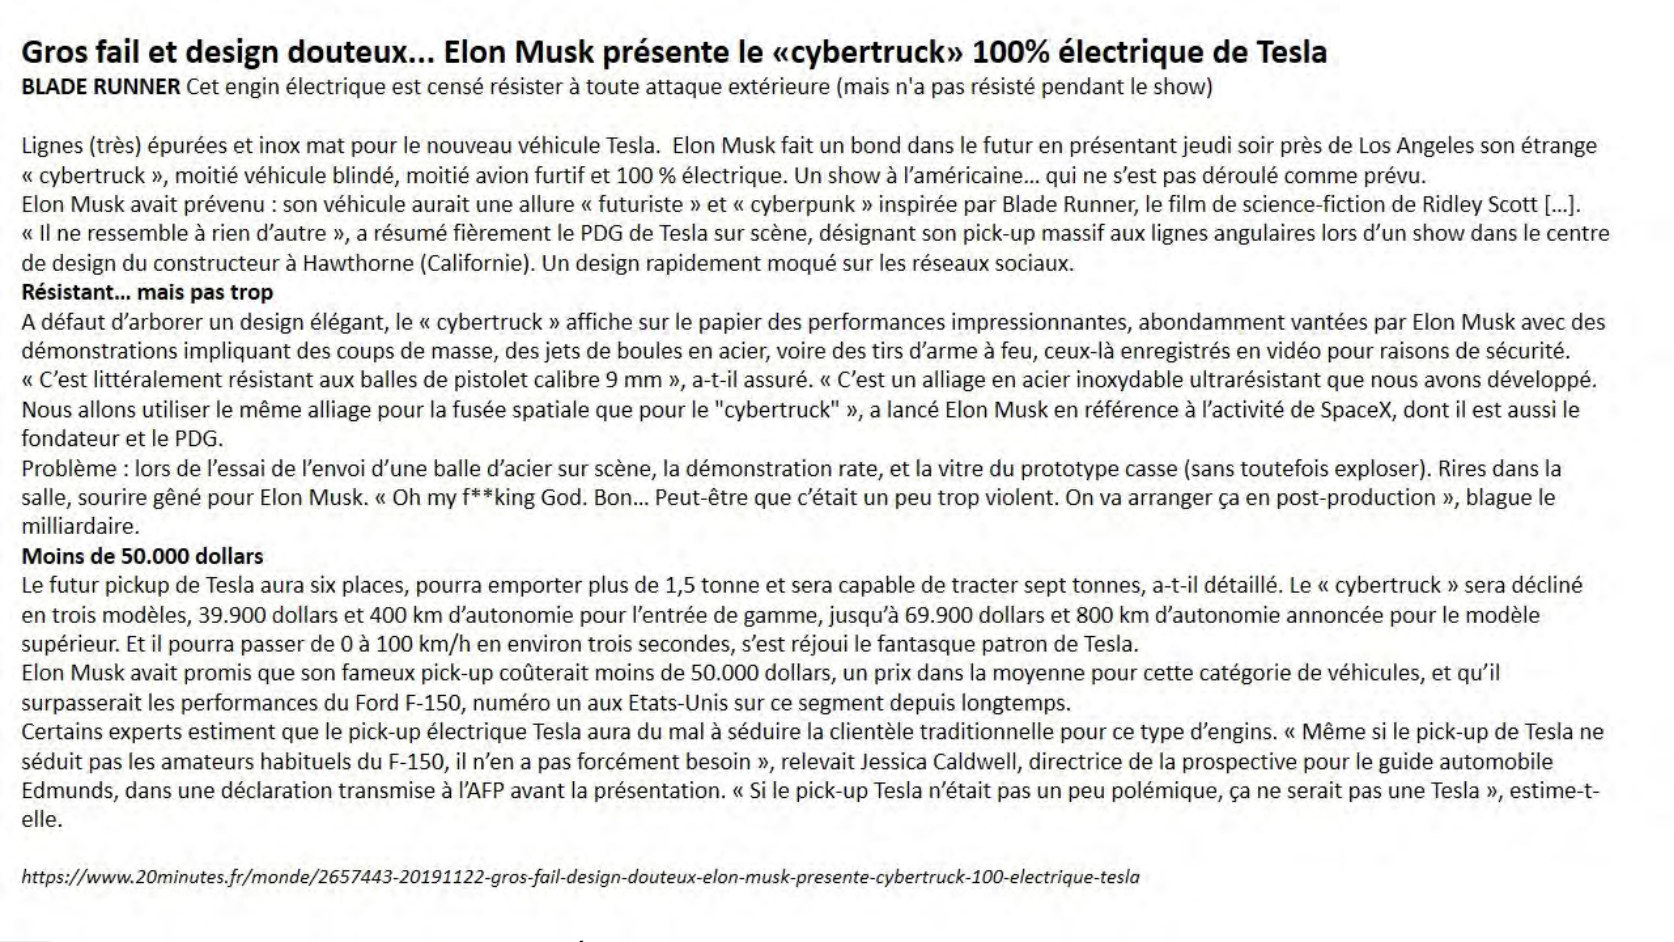 Gros fail et design douteux... Elon Musk présente le «cybertruck» 100% électrique de Tesla
BLADE RUNNER Cet engin électrique est censé résister à toute attaque extérieure (mais n'a pas résisté pendant le show)
Lignes (très) épurées et inox mat pour le nouveau véhicule Tesla.  Elon Musk fait un bond dans le futur en présentant jeudi soir près de Los Angeles son étrange
« cybertruck », moitié véhicule blindé, moitié avion furtif et 100 % électrique. Un show à l’américaine… qui ne s’est pas déroulé comme prévu.
Elon Musk avait prévenu : son véhicule aurait une allure « futuriste » et « cyberpunk » inspirée par Blade Runner, le film de science-fiction de Ridley Scott […].
« Il ne ressemble à rien d’autre », a résumé fièrement le PDG de Tesla sur scène, désignant son pick-up massif aux lignes angulaires lors d’un show dans le centre
de design du constructeur à Hawthorne (Californie). Un design rapidement moqué sur les réseaux sociaux.
Résistant… mais pas trop
A défaut d’arborer un design élégant, le « cybertruck » affiche sur le papier des performances impressionnantes, abondamment vantées par Elon Musk avec des
démonstrations impliquant des coups de masse, des jets de boules en acier, voire des tirs d’arme à feu, ceux-là enregistrés en vidéo pour raisons de sécurité.
« C’est littéralement résistant aux balles de pistolet calibre 9 mm », a-t-il assuré. « C’est un alliage en acier inoxydable ultrarésistant que nous avons développé.
Nous allons utiliser le même alliage pour la fusée spatiale que pour le "cybertruck" », a lancé Elon Musk en référence à l’activité de SpaceX, dont il est aussi le
fondateur et le PDG.
Problème : lors de l’essai de l’envoi d’une balle d’acier sur scène, la démonstration rate, et la vitre du prototype casse (sans toutefois exploser). Rires dans la
salle, sourire gêné pour Elon Musk. « Oh my f**king God. Bon… Peut-être que c’était un peu trop violent. On va arranger ça en post-production », blague le
milliardaire.
Moins de 50.000 dollars
Le futur pickup de Tesla aura six places, pourra emporter plus de 1,5 tonne et sera capable de tracter sept tonnes, a-t-il détaillé. Le « cybertruck » sera décliné
en trois modèles, 39.900 dollars et 400 km d’autonomie pour l’entrée de gamme, jusqu’à 69.900 dollars et 800 km d’autonomie annoncée pour le modèle
supérieur. Et il pourra passer de 0 à 100 km/h en environ trois secondes, s’est réjoui le fantasque patron de Tesla.
Elon Musk avait promis que son fameux pick-up coûterait moins de 50.000 dollars, un prix dans la moyenne pour cette catégorie de véhicules, et qu’il
surpasserait les performances du Ford F-150, numéro un aux Etats-Unis sur ce segment depuis longtemps.
Certains experts estiment que le pick-up électrique Tesla aura du mal à séduire la clientèle traditionnelle pour ce type d’engins. « Même si le pick-up de Tesla ne
séduit pas les amateurs habituels du F-150, il n’en a pas forcément besoin », relevait Jessica Caldwell, directrice de la prospective pour le guide automobile
Edmunds, dans une déclaration transmise à l’AFP avant la présentation. « Si le pick-up Tesla n’était pas un peu polémique, ça ne serait pas une Tesla », estime-t-
elle.
https://www.20minutes.fr/monde/2657443-20191122-gros-fail-design-douteux-elon-musk-presente-cybertruck-100-electrique-tesla